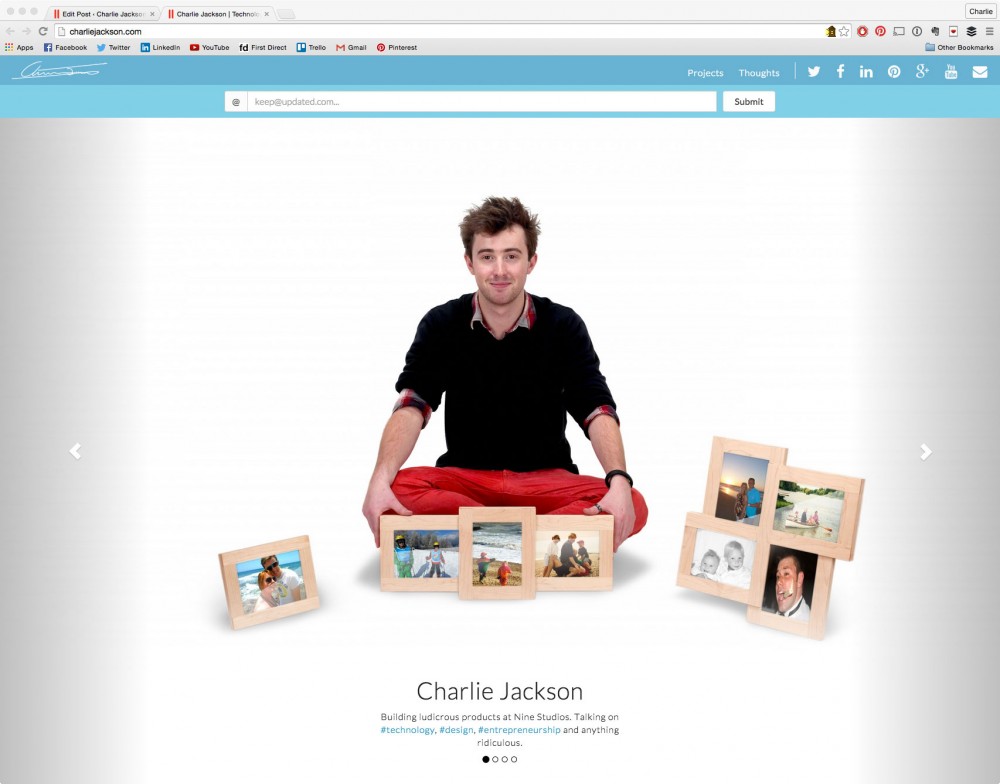 Edit Post ‹ Charlie Jackson
Charlie Jackson | Technolo
Charlie
charliejackson.com
Apps
Facebook
Twitter
LinkedIn
YouTube
fd First Direct
Trello
Gmail
Pinterest
Other Bookmarks
Projects
Thoughts
You
Tube
@
keep@updated.com...
Submit
Charlie Jackson
Building ludicrous products at Nine Studios. Talking on
#technology, #design, #entrepreneurship and anything
ridiculous.